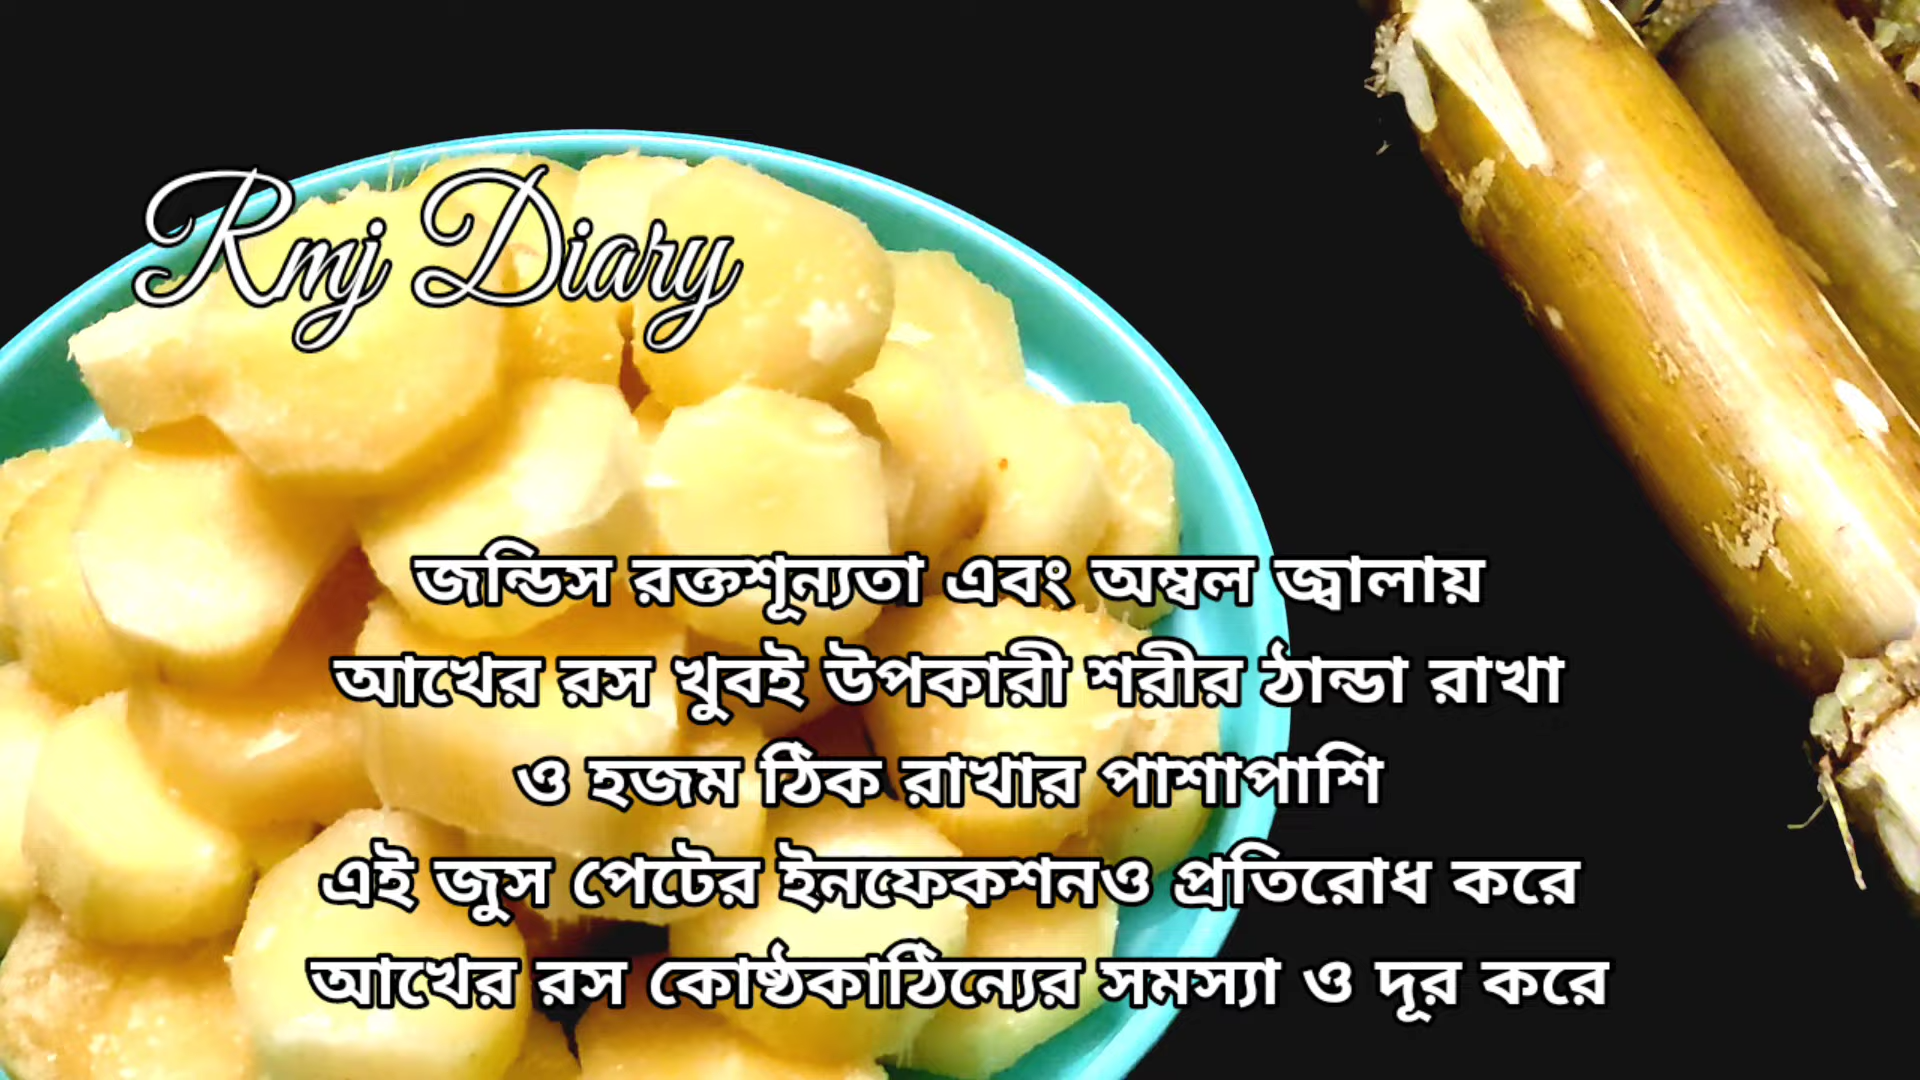 Rmj Diary
জন্ডিস রক্তশূন্যতা এবং অম্বল জ্বালায়
আখের রস খুবই উপকারী শরীর ঠান্ডা রাখা
ও হজম ঠিক রাখার পাশাপাশি
এই জুস পেটের ইনফেকশনও প্রতিরোধ করে
আখের রস কোষ্ঠকাঠিন্যের সমস্যা ও দূর করে